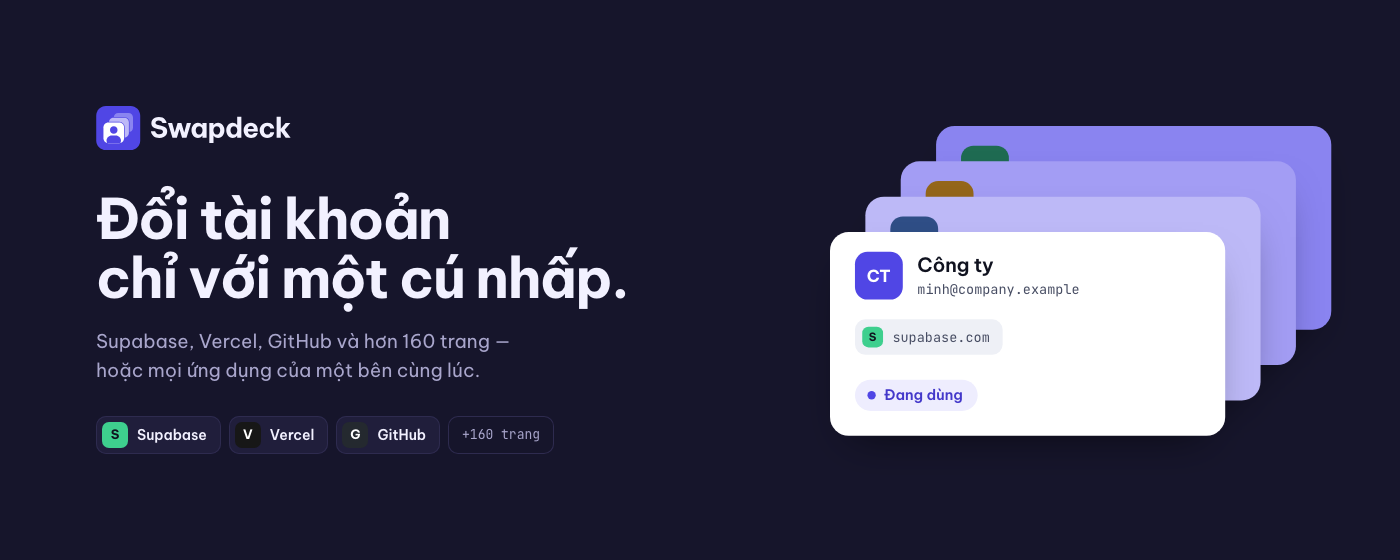 Swapdeck
Đổi tài khoản
chỉ với một cú nhấp.
Supabase, Vercel, GitHub và hơn 160 trang —
hoặc mọi ứng dụng của một bên cùng lúc.
S Supabase
V Vercel
G GitHub
+160 trang
CT
Công ty
minh@company.example
S supabase.com
Đang dùng